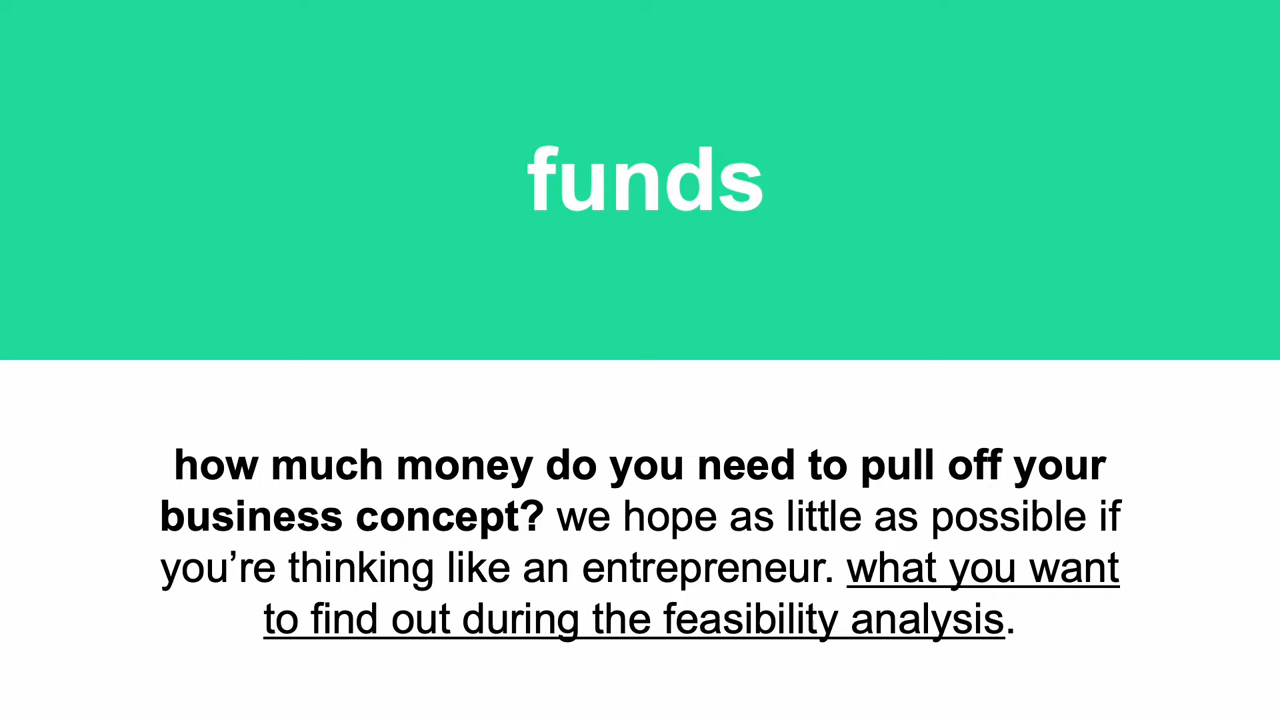 funds
how much money do you need to pull off your
business concept? we hope as little as possible if
you’re thinking like an entrepreneur. what you want
to find out during the feasibility analysis.